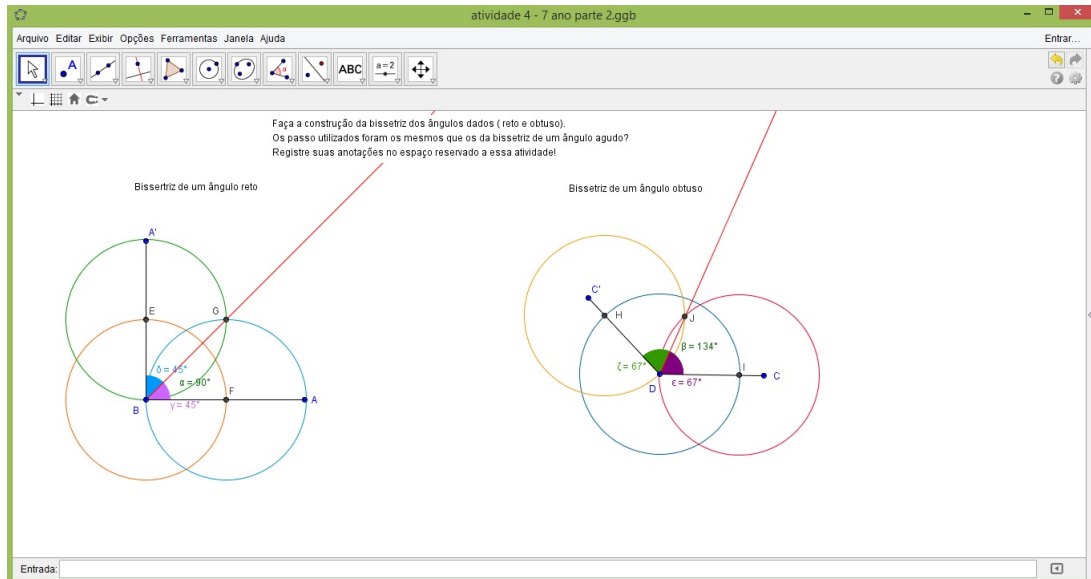 atividade 4 - 7 ano parte 2.ggb
Arquivo Editar Exibir Opções Ferramentas Janela Ajuda
Entrar...
A
ABC
a=2
Faça a construção da bissetriz dos ângulos dados ( reto e obtuso).
Os passo utilizados foram os mesmos que os da bissetriz de um ângulo agudo?
Registre suas anotações no espaço reservado a essa atividade!
Bissertriz de um ângulo reto
Bissetriz de um ângulo obtuso
A'
E
G
δ = 45°
α = 90°
F
B
γ = 45°
A
C'
H
J
β = 134°
ζ = 67°
ε = 67°
I
C
D
Entrada: